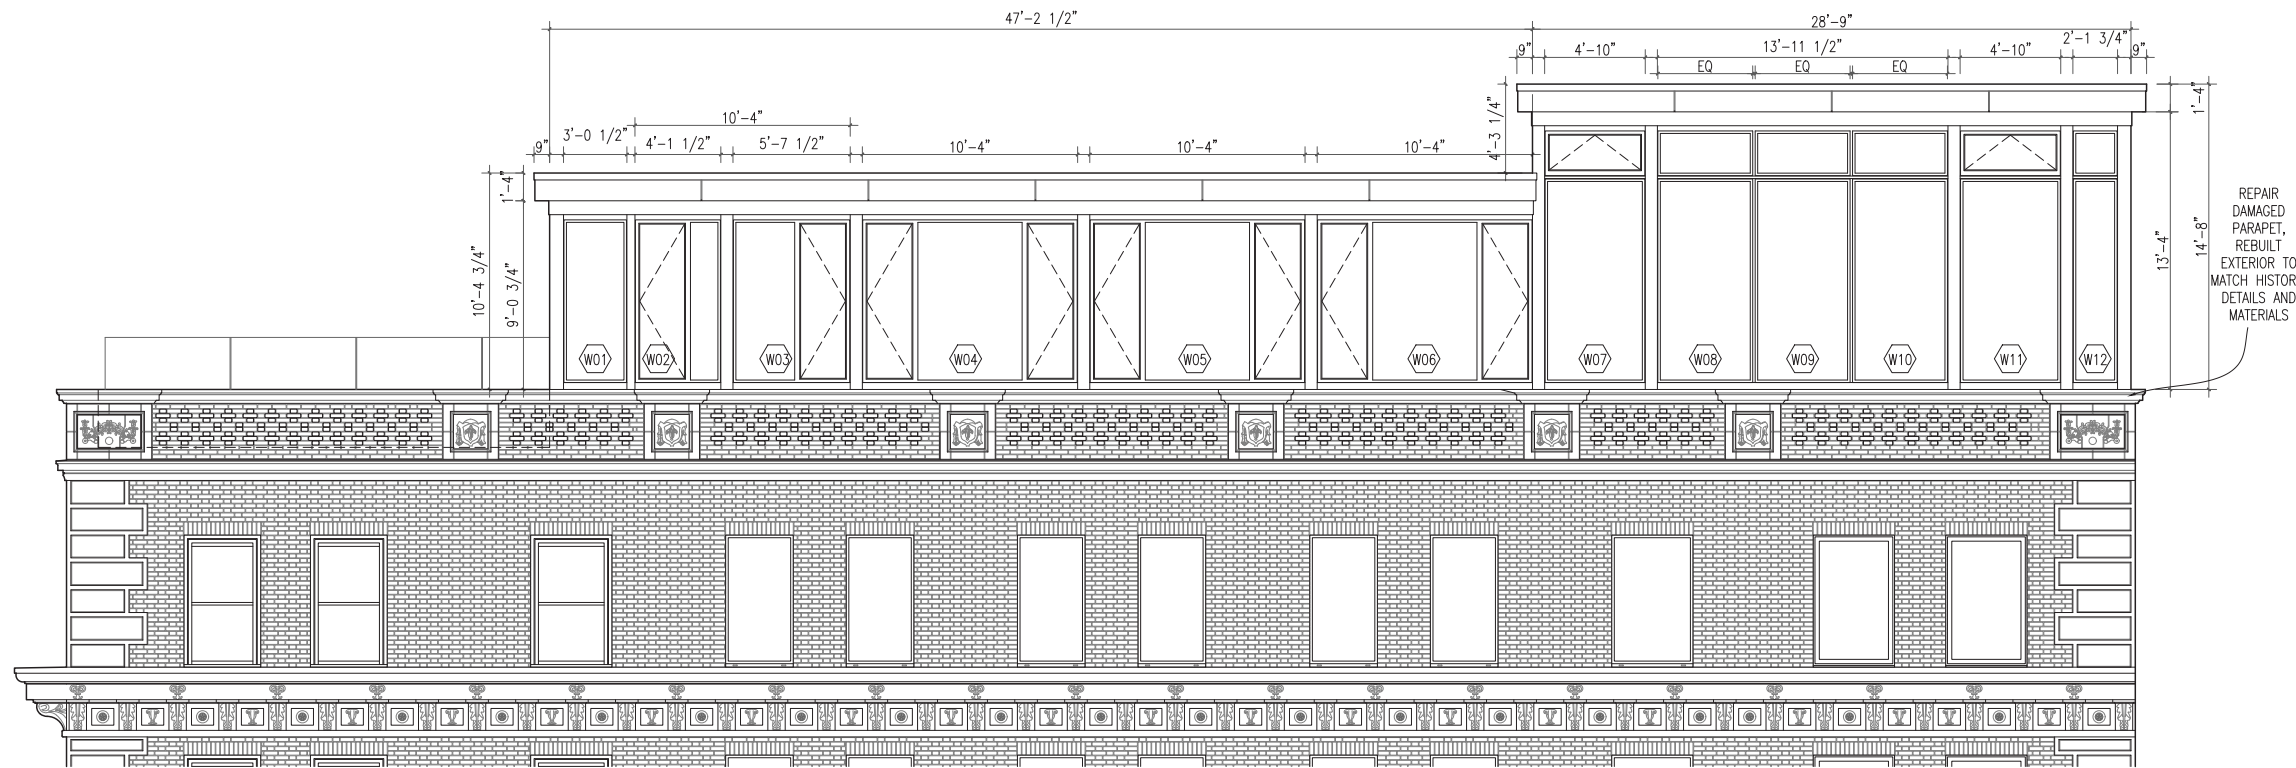 47'-2 1/2"
28'-9"
9"
4'-10"
13'-11 1/2"
4'-10"
2'-1 3/4"
9"
EQ
EQ
EQ
4'-3 1/4"
1'-4"
10'-4"
3'-0 1/2"
9"
4'-1 1/2"
5'-7 1/2"
10'-4"
10'-4"
10'-4"
1'-4"
10'-4 3/4"
9'-0 3/4"
13'-4"
14'-8"
REPAIR
DAMAGED
PARAPET,
REBUILT
EXTERIOR TO
MATCH HISTOR
DETAILS AND
MATERIALS
W01
W02
W03
W04
W05
W06
W07
W08
W09
W10
W11
W12